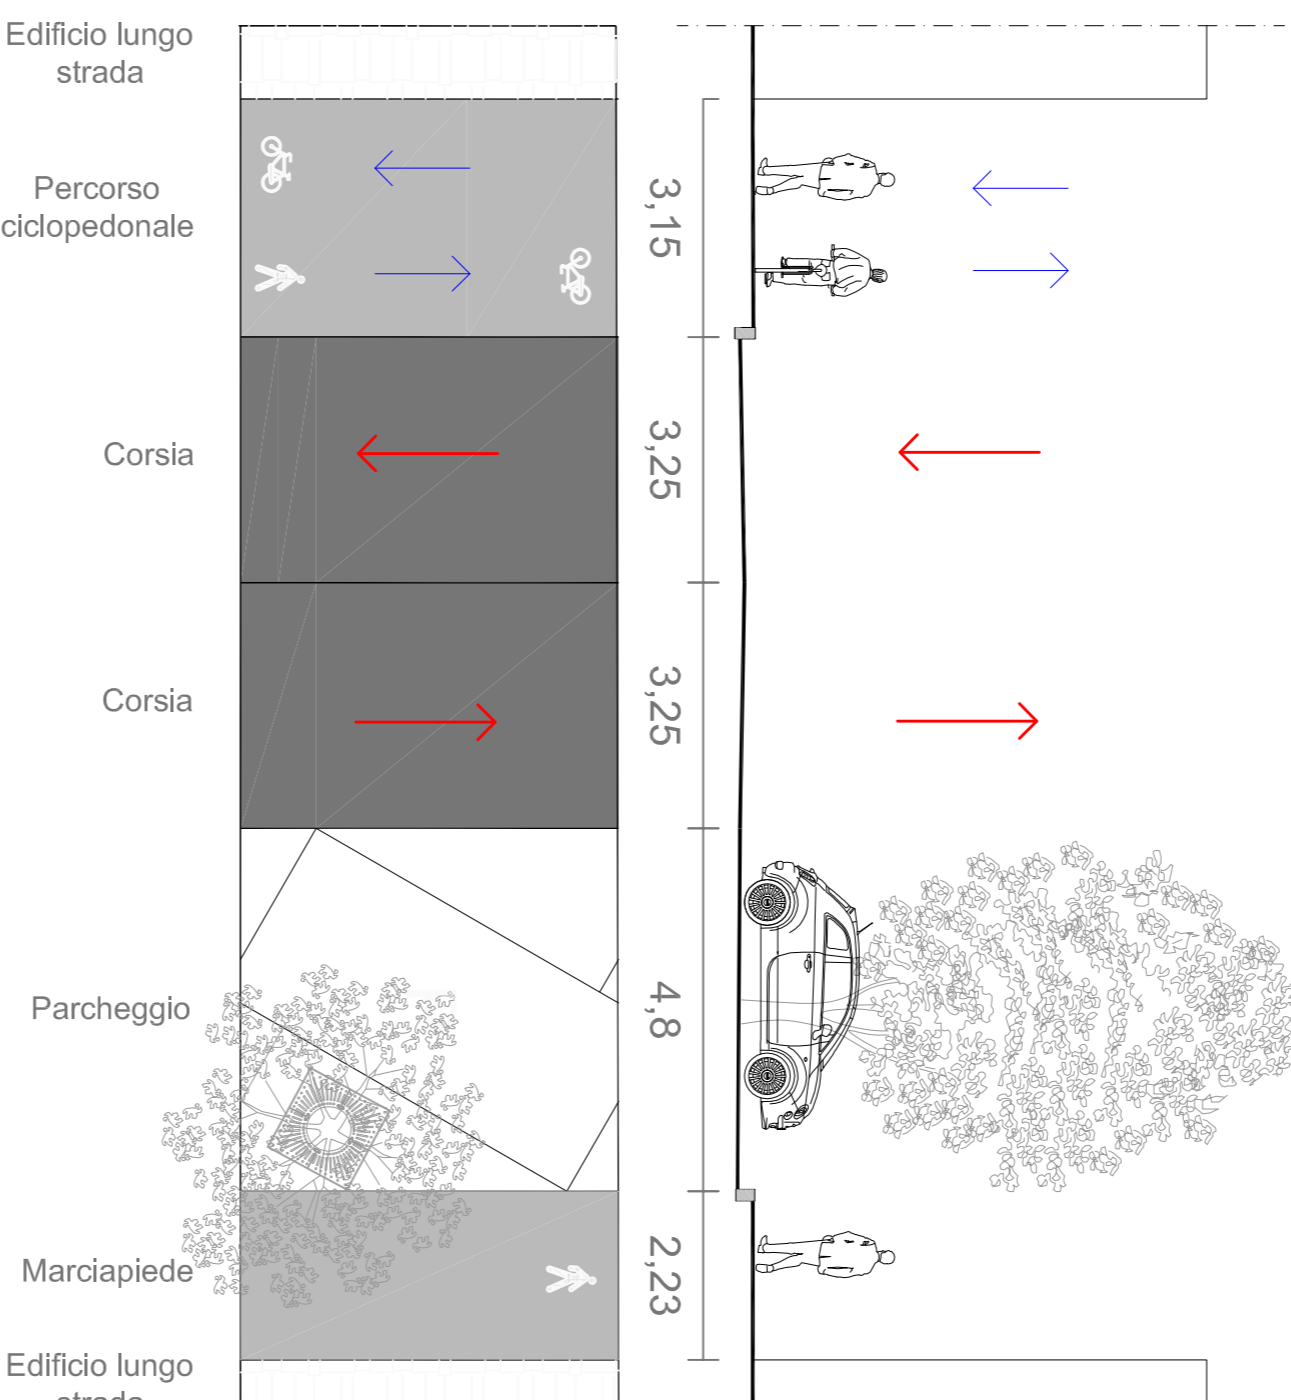 Edificio lungo
strada
Percorso
ciclopedonale
3,15
Corsia
3,25
Corsia
3,25
Parcheggio
4,8
Marciapiede
2,23
Edificio lungo
strada